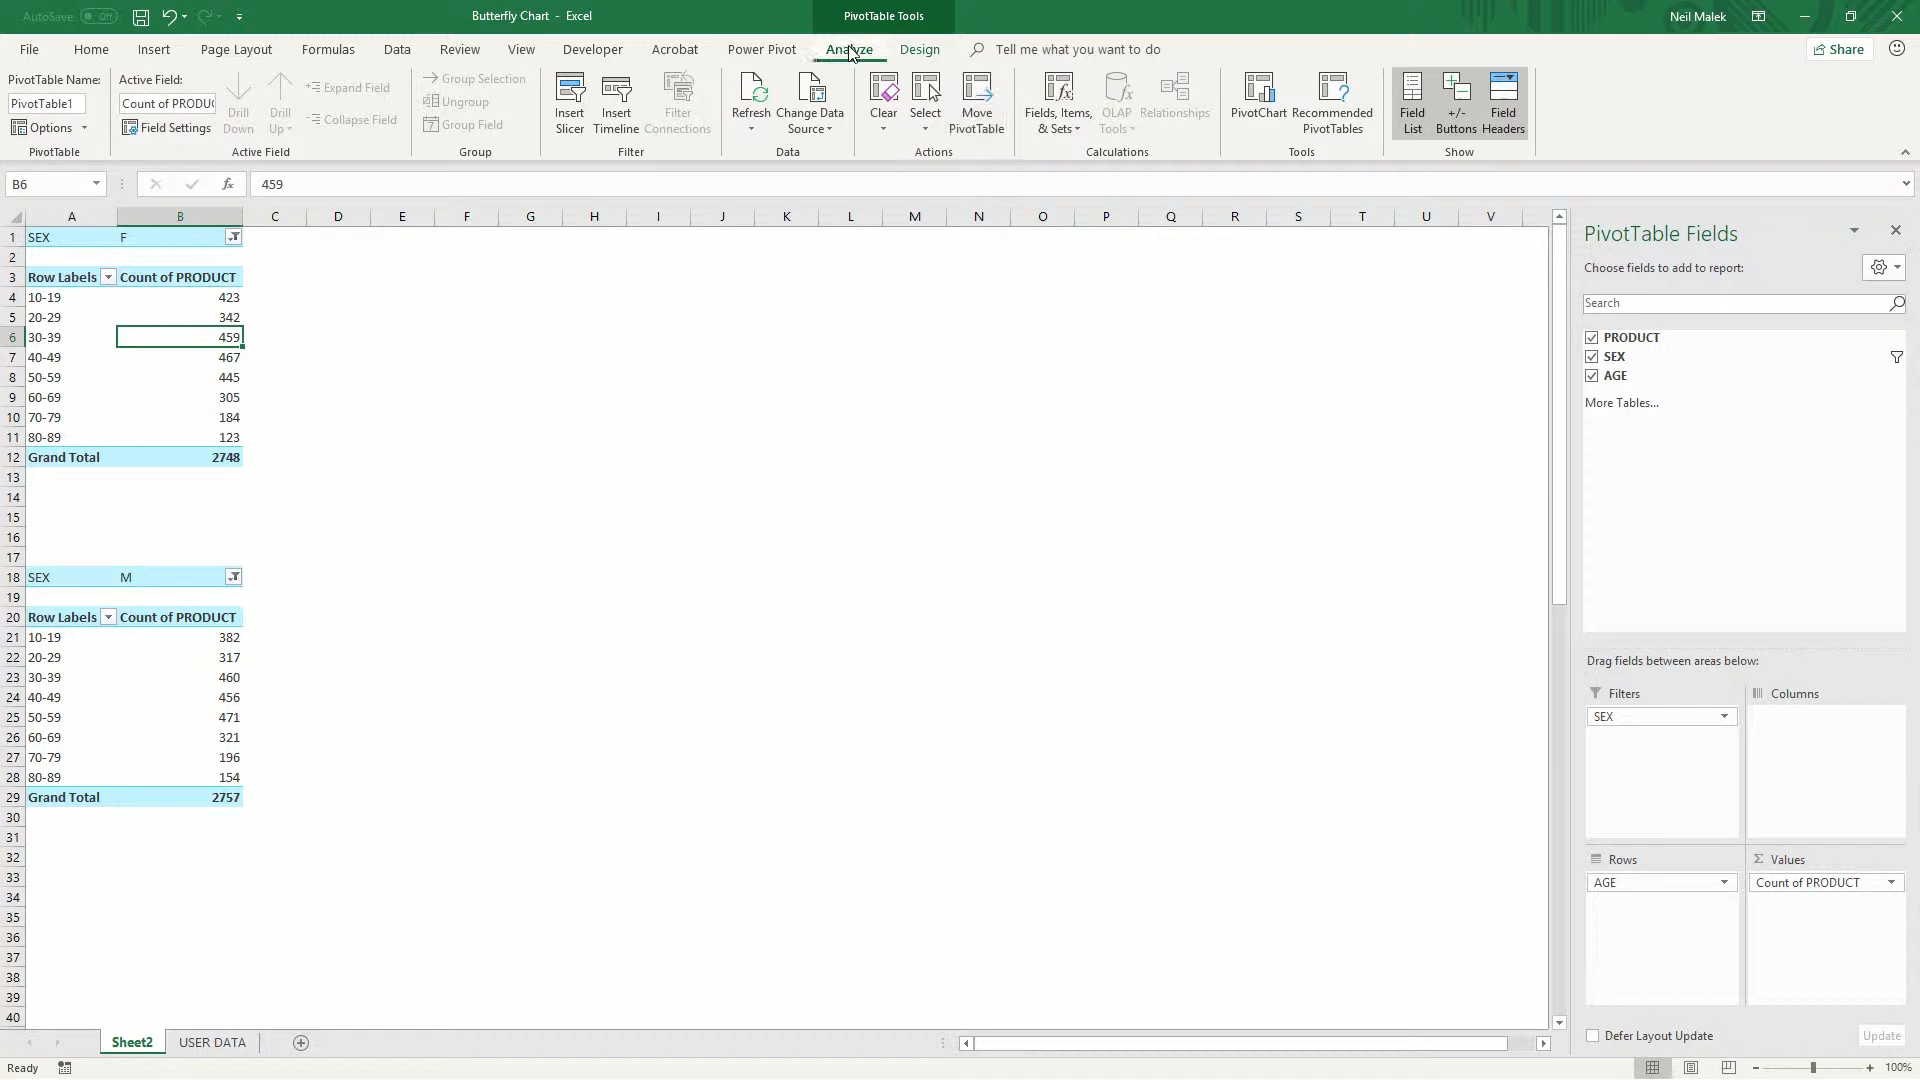 AutoSave Off Butterfly Chart - Excel PivotTable Tools Neil Malek
File Home Insert Page Layout Formulas Data Review View Developer Acrobat Power Pivot Analyze Design Tell me what you want to do Share
PivotTable Name:
PivotTable1
Options
PivotTable
Active Field:
Count of PRODUC
Field Settings
Drill Down
Drill Up
Expand Field
Collapse Field
Active Field
Group Selection
Ungroup
Group Field
Group
Insert Slicer
Insert Timeline
Filter Connections
Filter
Refresh
Change Data Source
Data
Clear
Select
Move PivotTable
Actions
Fields, Items, & Sets
OLAP Tools
Relationships
Calculations
PivotChart
Recommended PivotTables
Tools
Field List
+/- Buttons
Field Headers
Show
B6 fx 459
A B C D E F G H I J K L M N O P Q R S T U V
1 SEX F
2
3 Row Labels Count of PRODUCT
4 10-19 423
5 20-29 342
6 30-39 459
7 40-49 467
8 50-59 445
9 60-69 305
10 70-79 184
11 80-89 123
12 Grand Total 2748
13
14
15
16
17
18 SEX M
19
20 Row Labels Count of PRODUCT
21 10-19 382
22 20-29 317
23 30-39 460
24 40-49 456
25 50-59 471
26 60-69 321
27 70-79 196
28 80-89 154
29 Grand Total 2757
30
31
32
33
34
35
36
37
38
39
40
PivotTable Fields
Choose fields to add to report:
Search
PRODUCT
SEX
AGE
More Tables...
Drag fields between areas below:
Filters
SEX
Columns
Rows
AGE
Values
Count of PRODUCT
Defer Layout Update Update
Sheet2 USER DATA
Ready 100%